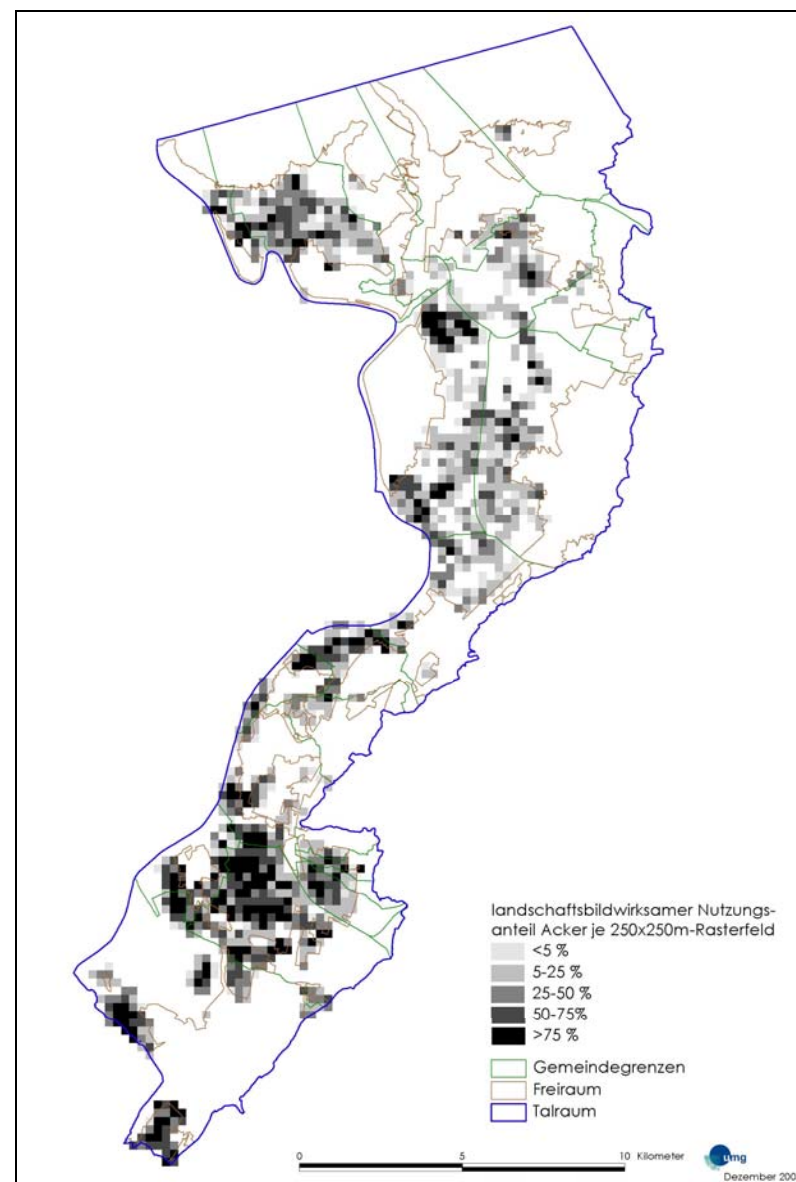 landschaftsbildwirksamer Nutzungs-
anteil Acker je 250x250m-Rasterfeld
<5 %
5-25 %
25-50 %
50-75%
>75 %
Gemeindegrenzen
Freiraum
Talraum
0 5 10 Kilometer
umg
Dezember 200